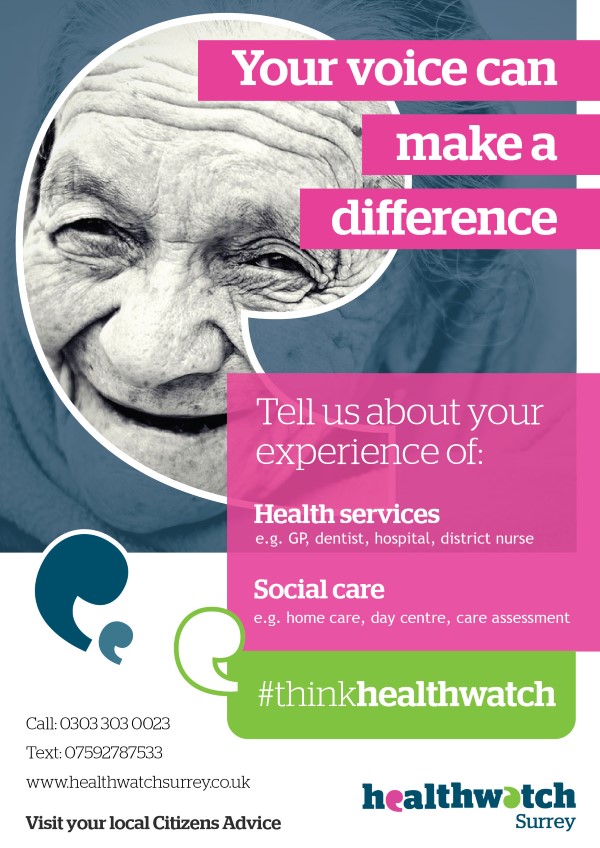 Your voice can
make a
difference
Tell us about your
experience of:
Health services
e.g. GP, dentist, hospital, district nurse
Social care
e.g. home care, day centre, care assessment
#thinkhealthwatch
Call: 0303 303 0023
Text: 07592787533
www.healthwatchsurrey.co.uk
Visit your local Citizens Advice
healthwatch
Surrey